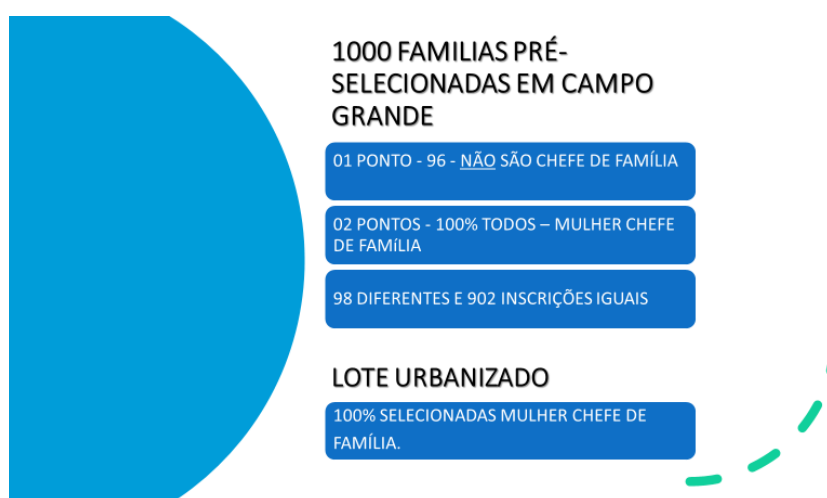 1000 FAMILIAS PRÉ-
SELECIONADAS EM CAMPO
GRANDE
01 PONTO - 96 - NÃO SÃO CHEFE DE FAMÍLIA
02 PONTOS - 100% TODOS – MULHER CHEFE
DE FAMÍLIA
98 DIFERENTES E 902 INSCRIÇÕES IGUAIS
LOTE URBANIZADO
100% SELECIONADAS MULHER CHEFE DE
FAMÍLIA.